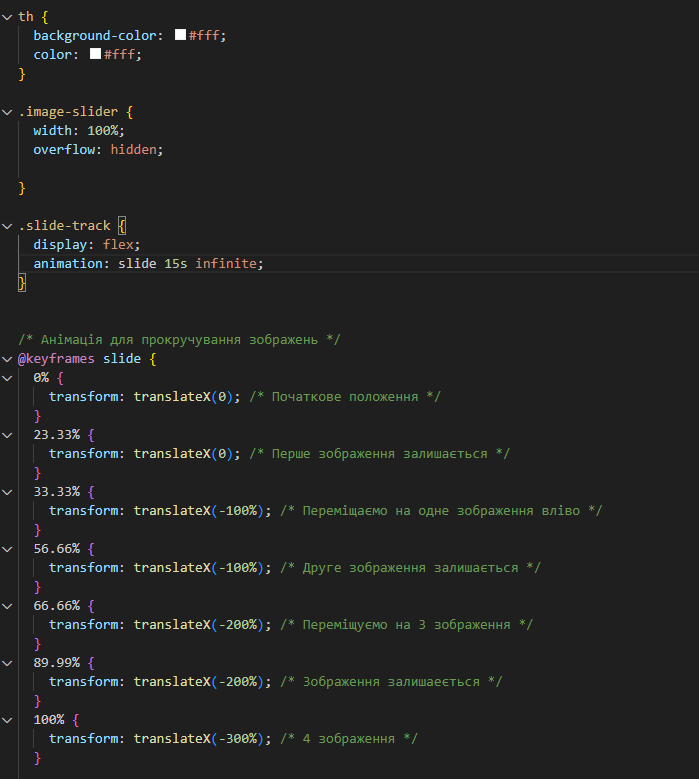 th {
background-color: #fff;
color: #fff;
}
.image-slider {
width: 100%;
overflow: hidden;
}
.slide-track {
display: flex;
animation: slide 15s infinite;
}
/* Анімація для прокручування зображень */
@keyframes slide {
0% {
transform: translateX(0); /* Початкове положення */
}
23.33% {
transform: translateX(0); /* Перше зображення залишається */
}
33.33% {
transform: translateX(-100%); /* Переміщаємо на одне зображення вліво */
}
56.66% {
transform: translateX(-100%); /* Друге зображення залишається */
}
66.66% {
transform: translateX(-200%); /* Переміщуємо на 3 зображення */
}
89.99% {
transform: translateX(-200%); /* Зображення залишаеється */
}
100% {
transform: translateX(-300%); /* 4 зображення */
}